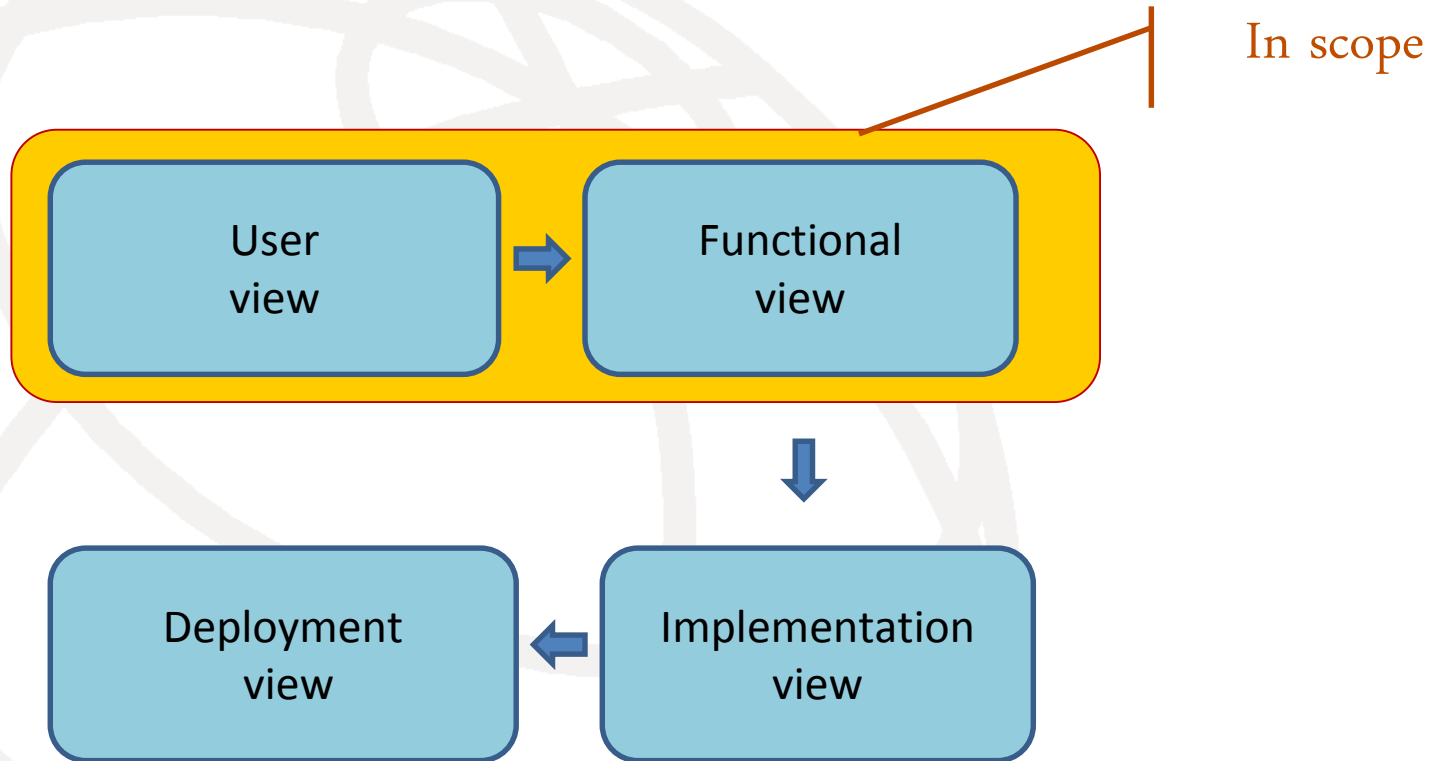 In scope
User
view
Functional
view
Deployment
view
Implementation
view